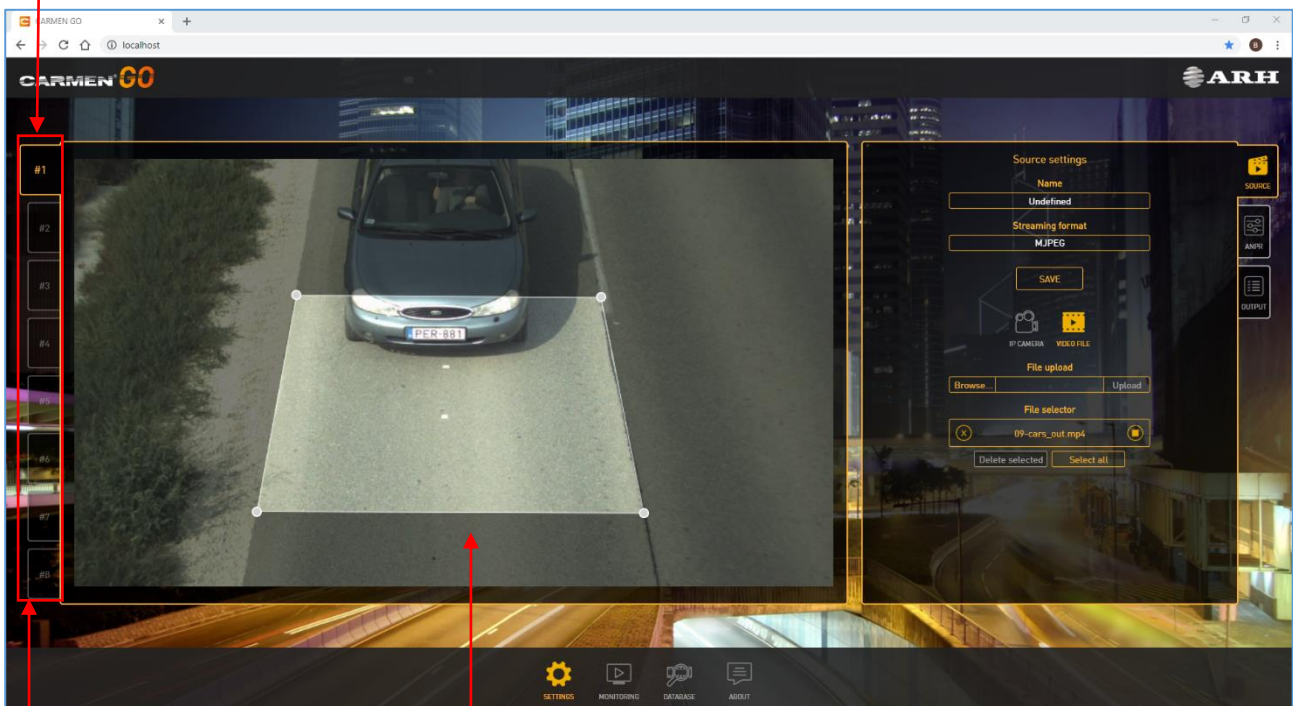 CARMEN GO
localhost
B
CARMEN® GO
ARH
#1
#2
#3
#4
#5
#6
#7
#8
PER-881
Source settings
Name
Undefined
Streaming format
MJPEG
SAVE
IP CAMERA VIDEO FILE
File upload
Browse... Upload
File selector
X 09-cars_out.mp4
Delete selected Select all
SOURCE
ANPR
OUTPUT
SETTINGS MONITORING DATABASE ABOUT